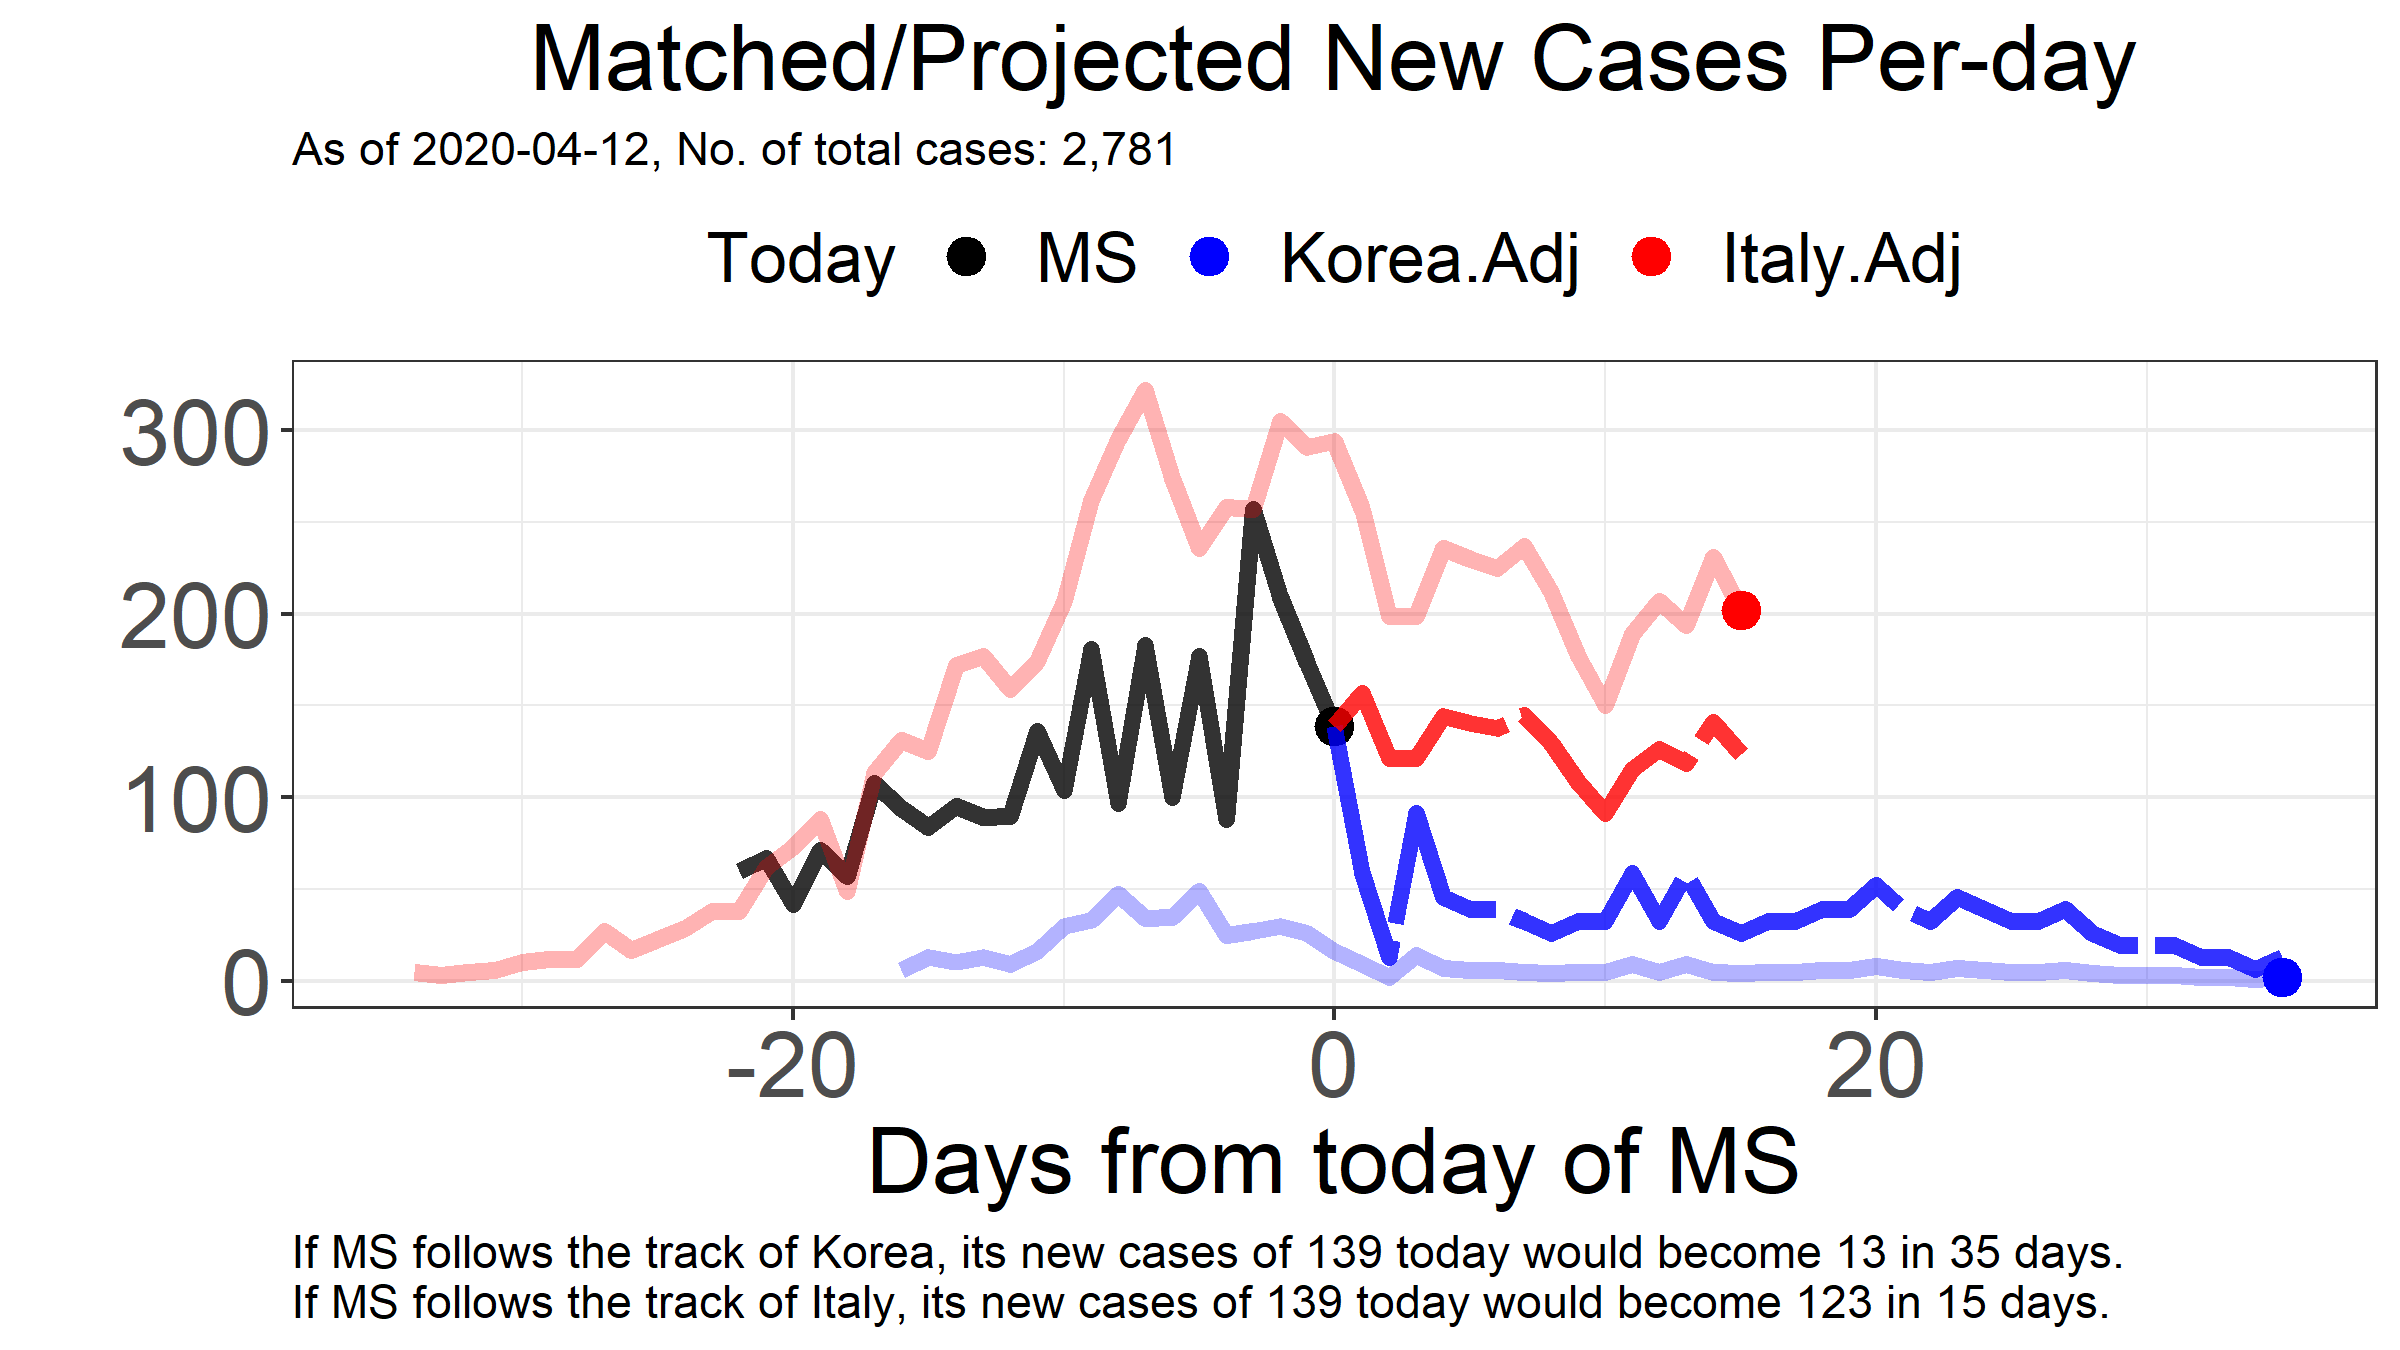 Matched/Projected New Cases Per-day
As of 2020-04-12, No. of total cases: 2,781
Today MS Korea.Adj Italy.Adj
300
200
100
0
-20 0 20
Days from today of MS
If MS follows the track of Korea, its new cases of 139 today would become 13 in 35 days.
If MS follows the track of Italy, its new cases of 139 today would become 123 in 15 days.